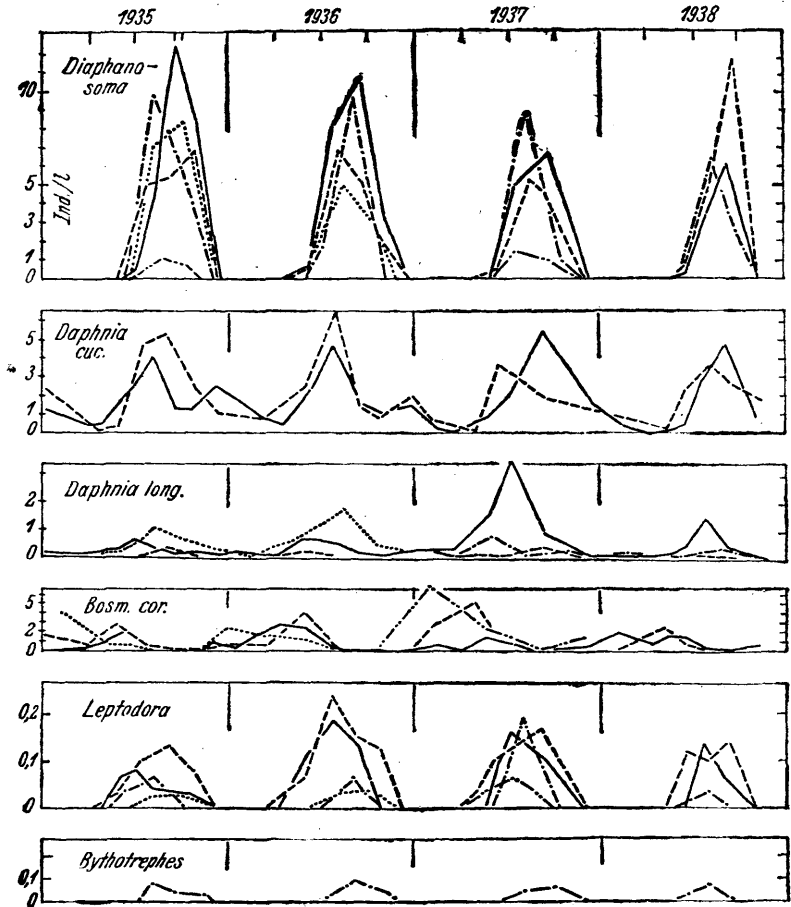 1935 1936 1937 1938
Diaphano-
soma
10
5
3
1
0
Ind./l
Daphnia
cuc.
5
3
1
0
Daphnia long.
2
1
0
Bosm. cor.
5
2
0
Leptodora
0,2
0,1
0
Bythotrephes
0,1
0